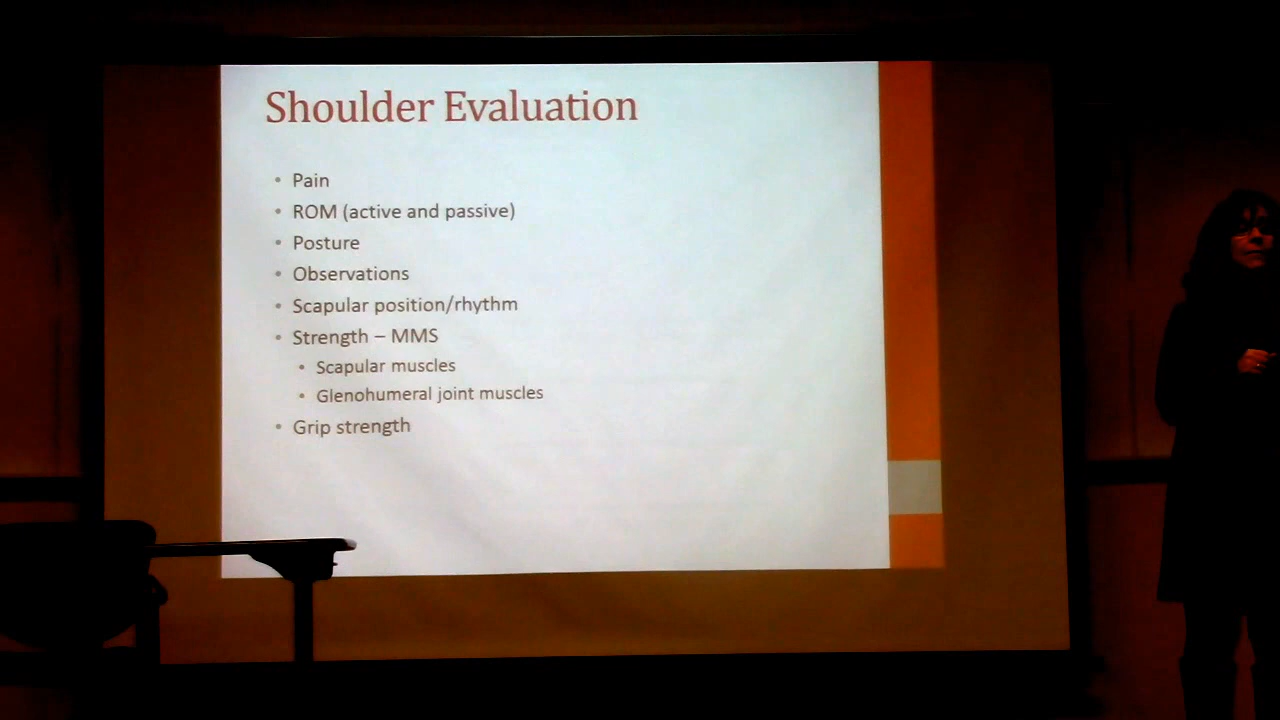 Shoulder Evaluation
• Pain
• ROM (active and passive)
• Posture
• Observations
• Scapular position/rhythm
• Strength – MMS
• Scapular muscles
• Glenohumeral joint muscles
• Grip strength